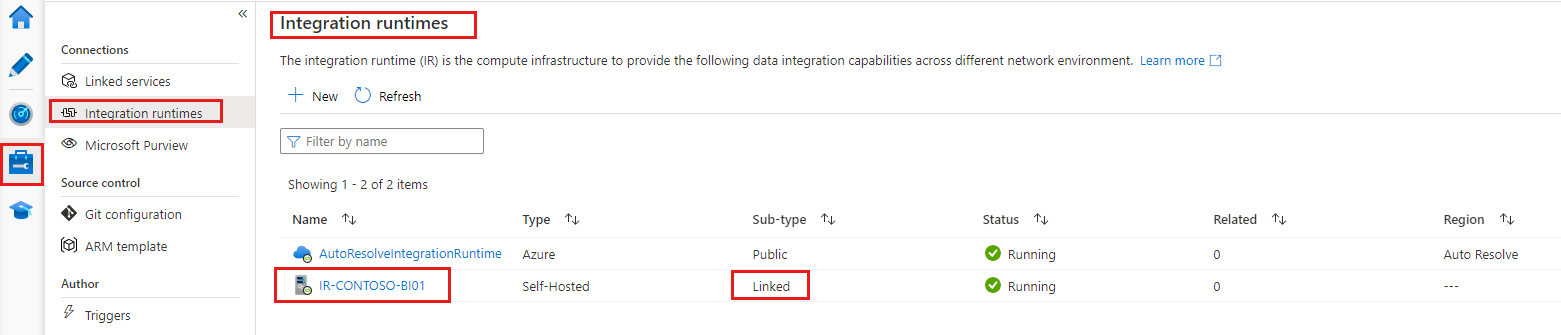 Connections
Linked services
Integration runtimes
Microsoft Purview
Source control
Git configuration
ARM template
Author
Triggers
Integration runtimes
The integration runtime (IR) is the compute infrastructure to provide the following data integration capabilities across different network environment. Learn more
New Refresh
Filter by name
Showing 1 - 2 of 2 items
Name Type Sub-type Status Related Region
AutoResolveIntegrationRuntime Azure Public Running 0 Auto Resolve
IR-CONTOSO-BI01 Self-Hosted Linked Running 0 ---